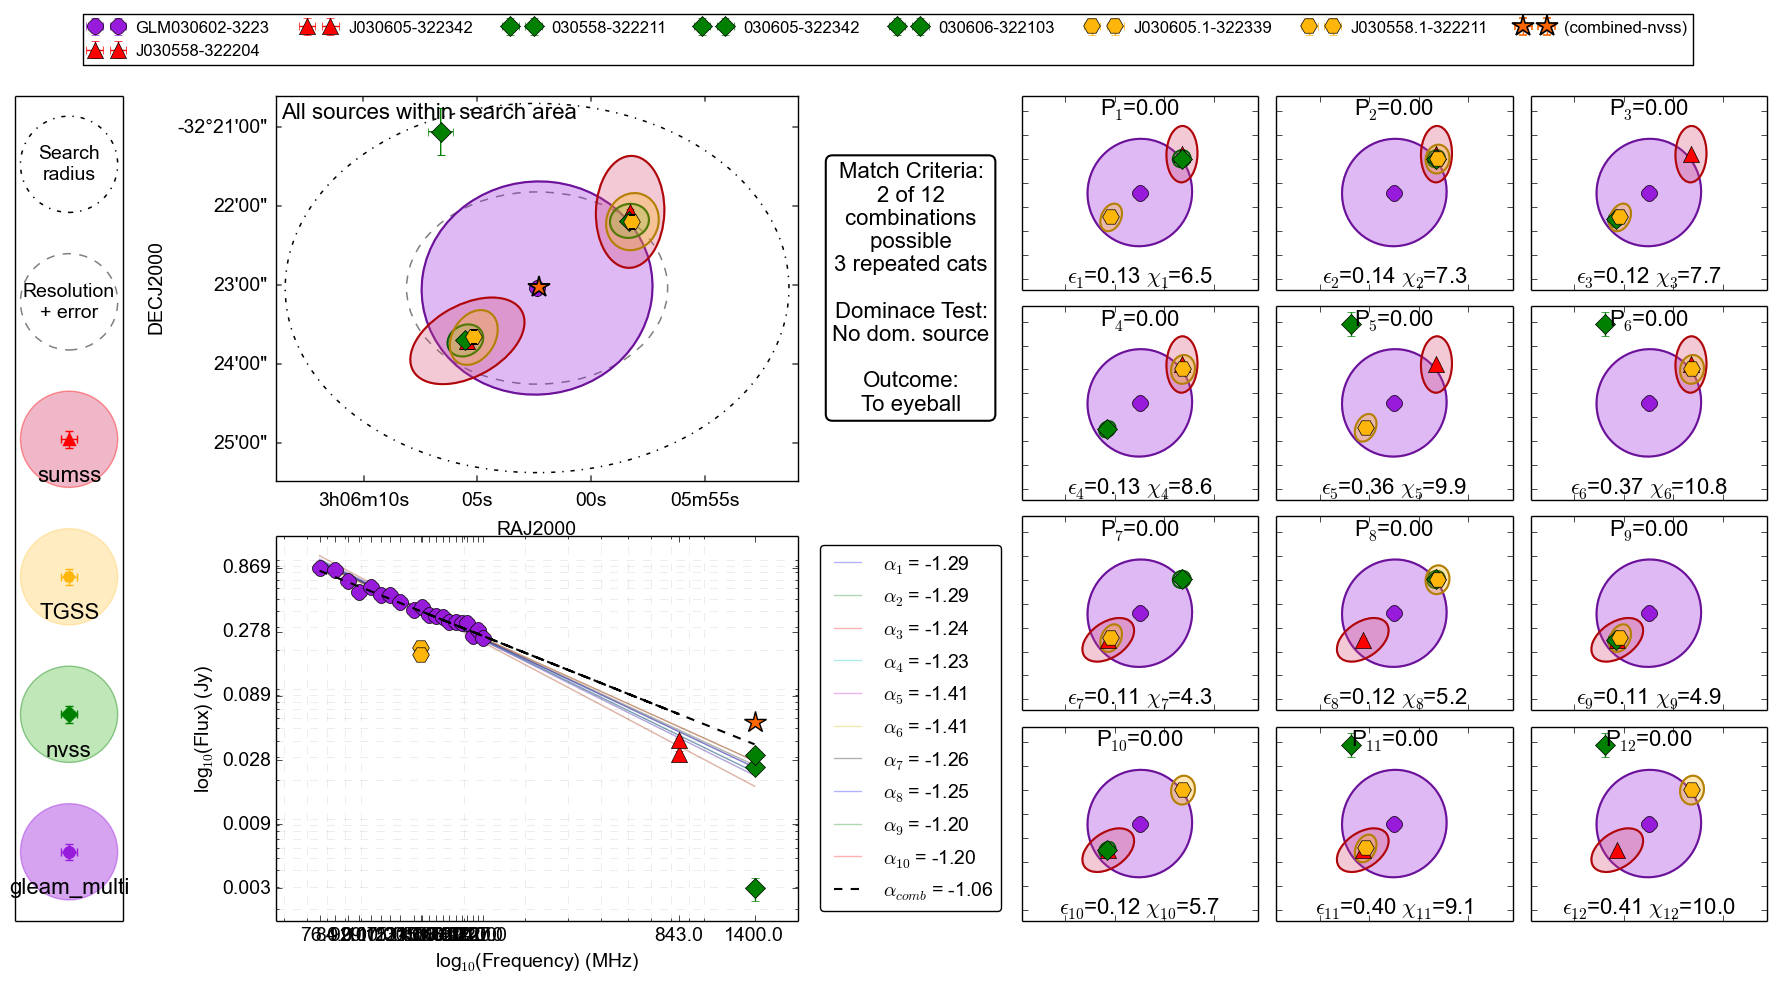 GLM030602-3223
J030605-322342
030558-322211
030605-322342
030606-322103
J030605.1-322339
J030558.1-322211
(combined-nvss)
J030558-322204
Search
radius
Resolution
+ error
sumss
TGSS
nvss
gleam_multi
All sources within search area
DECJ2000
-32°21'00"
22'00"
23'00"
24'00"
25'00"
3h06m10s
05s
00s
05m55s
RAJ2000
Match Criteria:
2 of 12
combinations
possible
3 repeated cats
Dominace Test:
No dom. source
Outcome:
To eyeball
log₁₀(Flux) (Jy)
0.869
0.278
0.089
0.028
0.009
0.003
843.0
1400.0
log₁₀(Frequency) (MHz)
α₁ = -1.29
α₂ = -1.29
α₃ = -1.24
α₄ = -1.23
α₅ = -1.41
α₆ = -1.41
α₇ = -1.26
α₈ = -1.25
α₉ = -1.20
α₁₀ = -1.20
α_comb = -1.06
P₁=0.00
ϵ₁=0.13 χ₁=6.5
P₂=0.00
ϵ₂=0.14 χ₂=7.3
P₃=0.00
ϵ₃=0.12 χ₃=7.7
P₄=0.00
ϵ₄=0.13 χ₄=8.6
P₅=0.00
ϵ₅=0.36 χ₅=9.9
P₆=0.00
ϵ₆=0.37 χ₆=10.8
P₇=0.00
ϵ₇=0.11 χ₇=4.3
P₈=0.00
ϵ₈=0.12 χ₈=5.2
P₉=0.00
ϵ₉=0.11 χ₉=4.9
P₁₀=0.00
ϵ₁₀=0.12 χ₁₀=5.7
P₁₁=0.00
ϵ₁₁=0.40 χ₁₁=9.1
P₁₂=0.00
ϵ₁₂=0.41 χ₁₂=10.0